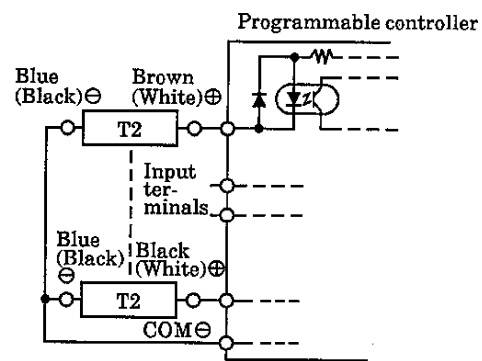 Programmable controller
Blue
(Black)⊖
Brown
(White)⊕
T2
Input
ter-
minals
Blue
(Black)
⊖
Black
(White)⊕
T2
COM⊖